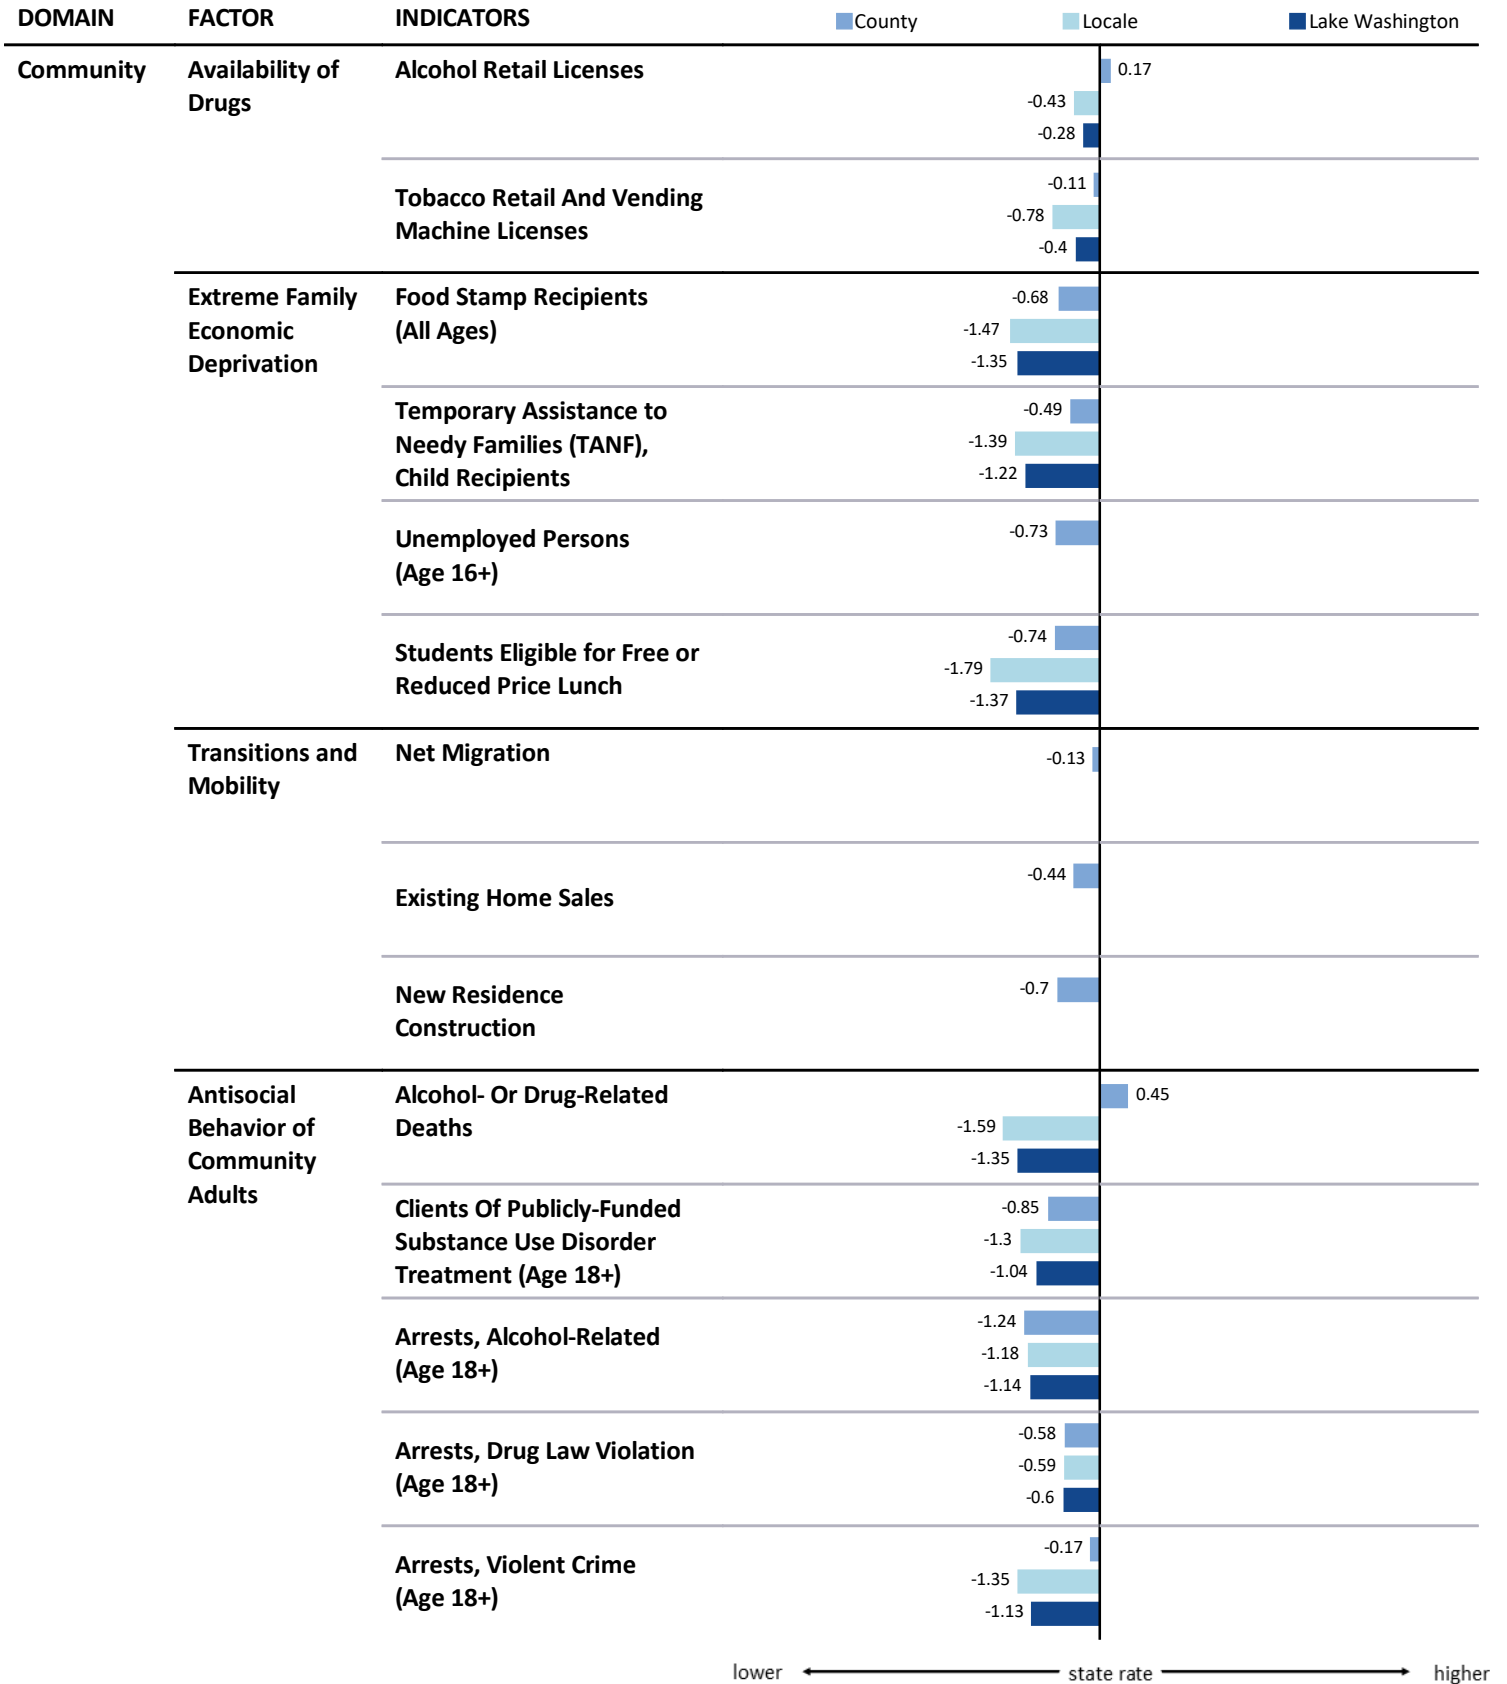 DOMAIN FACTOR INDICATORS County Locale Lake Washington
Community Availability of Drugs Alcohol Retail Licenses
0.17
-0.43
-0.28
Tobacco Retail And Vending
Machine Licenses
-0.11
-0.78
-0.4
Extreme Family
Economic
Deprivation
Food Stamp Recipients
(All Ages)
-0.68
-1.47
-1.35
Temporary Assistance to
Needy Families (TANF),
Child Recipients
-0.49
-1.39
-1.22
Unemployed Persons
(Age 16+)
-0.73
Students Eligible for Free or
Reduced Price Lunch
-0.74
-1.79
-1.37
Transitions and
Mobility
Net Migration
-0.13
Existing Home Sales
-0.44
New Residence
Construction
-0.7
Antisocial
Behavior of
Community
Adults
Alcohol- Or Drug-Related
Deaths
0.45
-1.59
-1.35
Clients Of Publicly-Funded
Substance Use Disorder
Treatment (Age 18+)
-0.85
-1.3
-1.04
Arrests, Alcohol-Related
(Age 18+)
-1.24
-1.18
-1.14
Arrests, Drug Law Violation
(Age 18+)
-0.58
-0.59
-0.6
Arrests, Violent Crime
(Age 18+)
-0.17
-1.35
-1.13
lower state rate higher